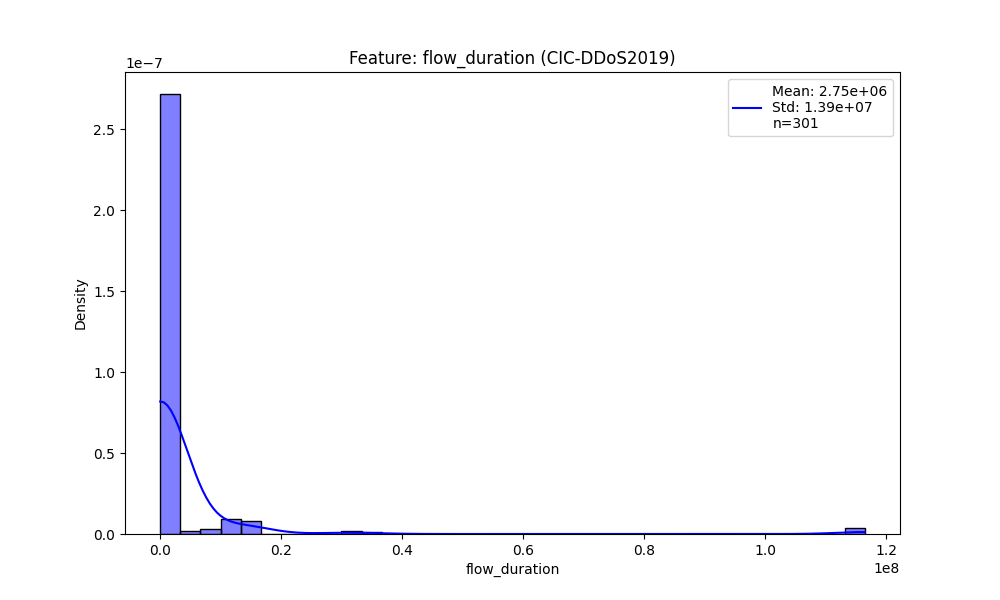 Feature: flow_duration (CIC-DDoS2019)
1e−7
Mean: 2.75e+06
Std: 1.39e+07
n=301
2.5
2.0
1.5
1.0
0.5
0.0
Density
0.0 0.2 0.4 0.6 0.8 1.0 1.2
1e8
flow_duration